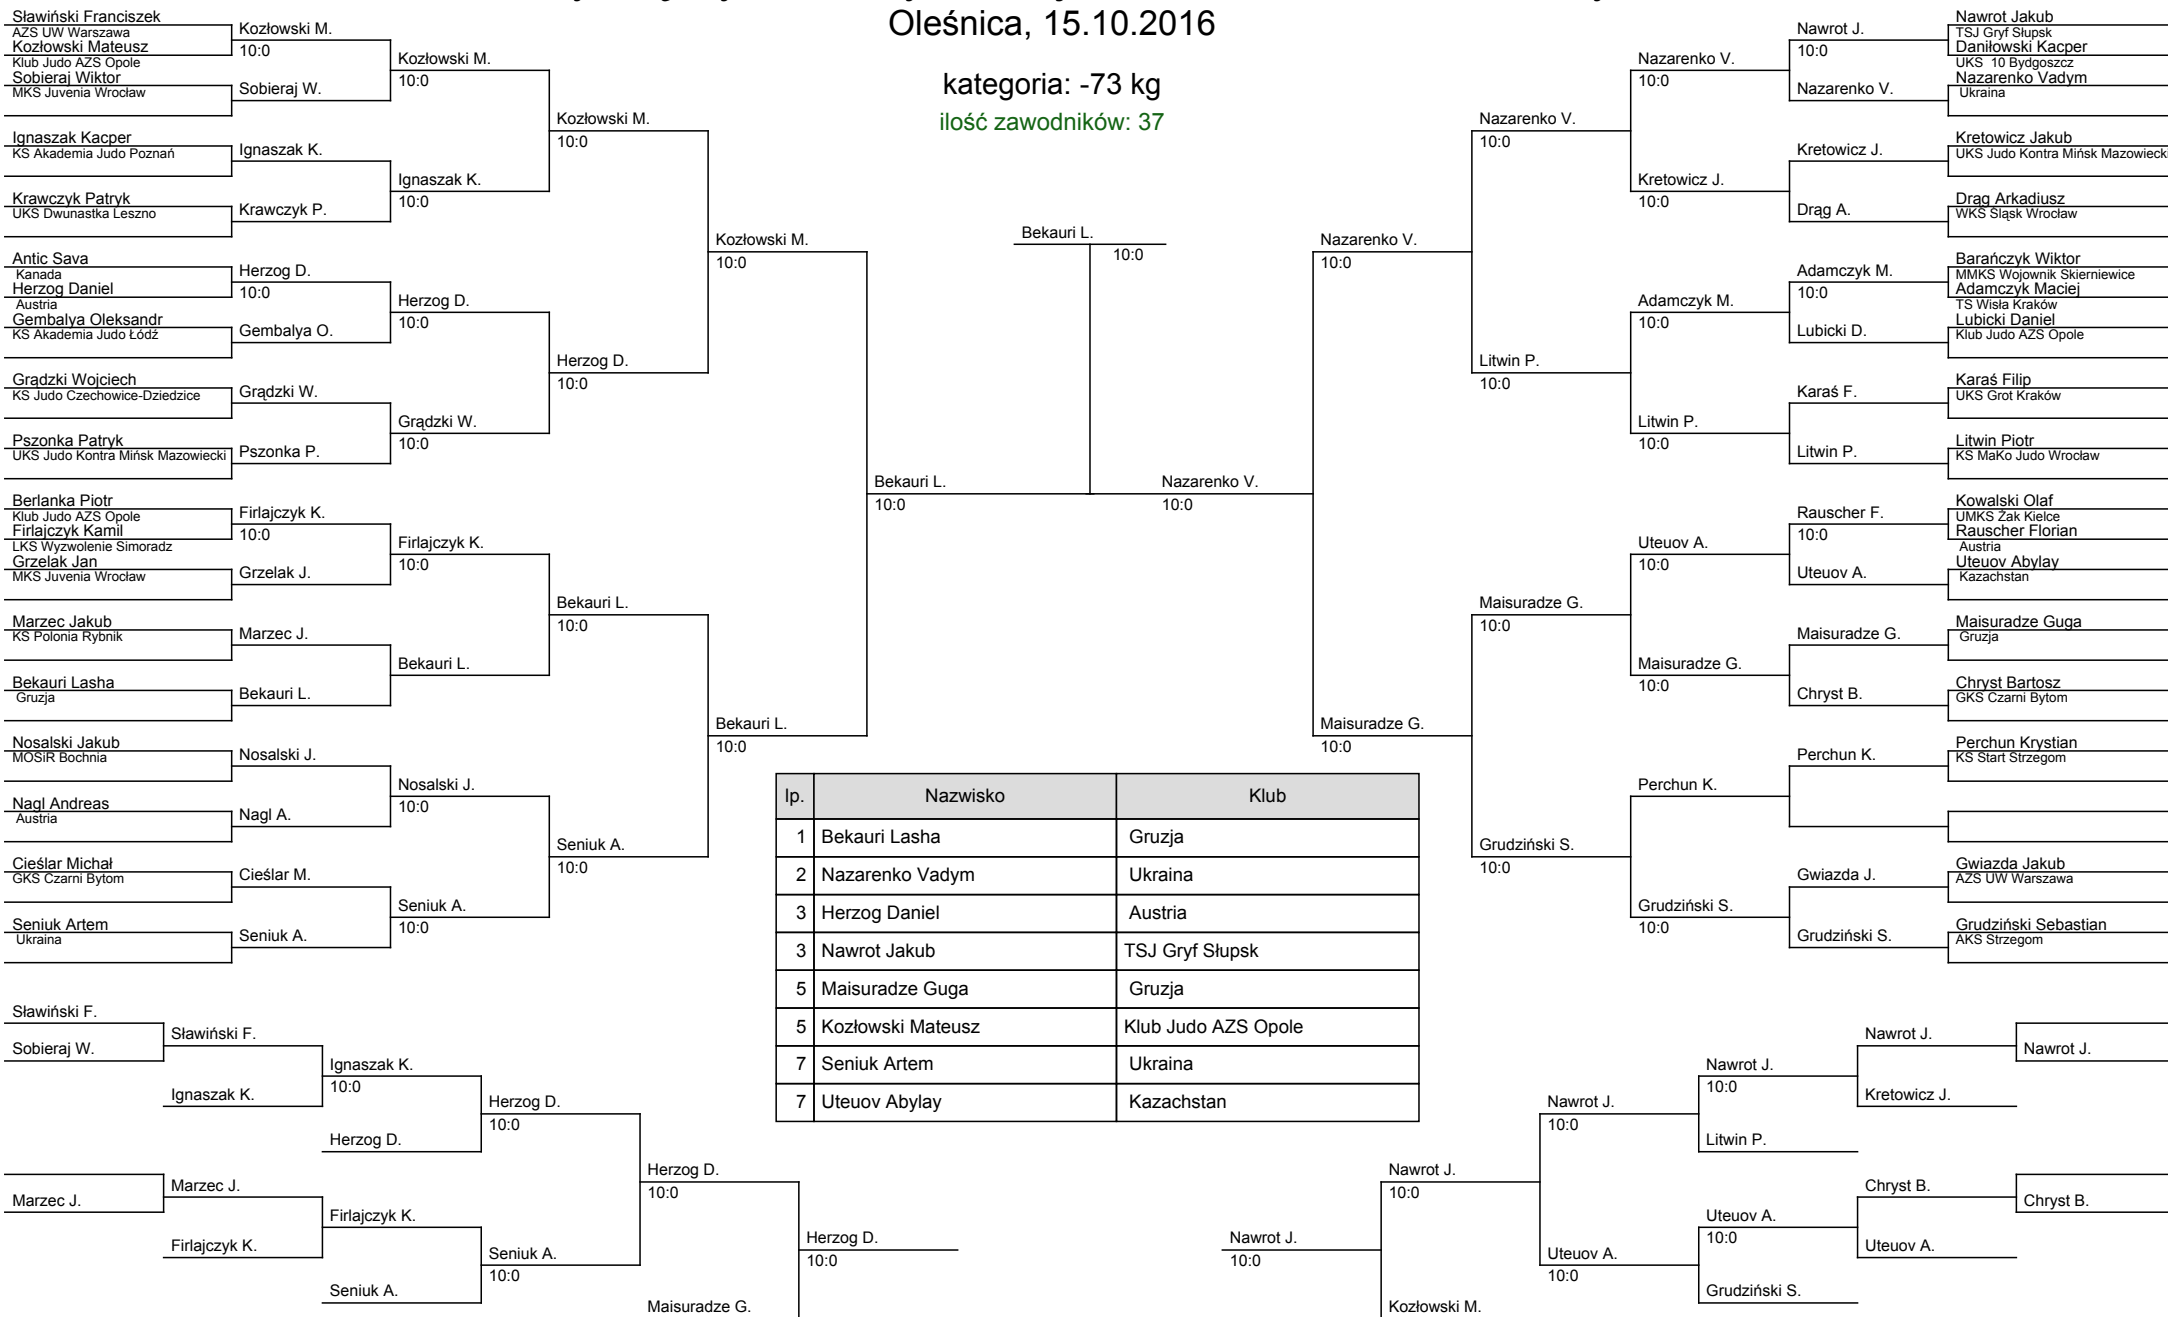 Oleśnica, 15.10.2016
kategoria: -73 kg
ilość zawodników: 37
Sławiński Franciszek
AZS UW Warszawa
Kozłowski Mateusz
Klub Judo AZS Opole
Sobieraj Wiktor
MKS Juvenia Wrocław
Ignaszak Kacper
KS Akademia Judo Poznań
Krawczyk Patryk
UKS Dwunastka Leszno
Antic Sava
Kanada
Herzog Daniel
Austria
Gembalya Oleksandr
KS Akademia Judo Łódź
Grądzki Wojciech
KS Judo Czechowice-Dziedzice
Pszonka Patryk
UKS Judo Kontra Mińsk Mazowiecki
Berlanka Piotr
Klub Judo AZS Opole
Firlajczyk Kamil
LKS Wyzwolenie Simoradz
Grzelak Jan
MKS Juvenia Wrocław
Marzec Jakub
KS Polonia Rybnik
Bekauri Lasha
Gruzja
Nosalski Jakub
MOSiR Bochnia
Nagl Andreas
Austria
Cieślar Michał
GKS Czarni Bytom
Seniuk Artem
Ukraina
Kozłowski M.
10:0
Sobieraj W.
Ignaszak K.
Krawczyk P.
Herzog D.
10:0
Gembalya O.
Grądzki W.
Pszonka P.
Firlajczyk K.
10:0
Grzelak J.
Marzec J.
Bekauri L.
Nosalski J.
Nagl A.
Cieślar M.
Seniuk A.
Kozłowski M.
10:0
Ignaszak K.
10:0
Herzog D.
10:0
Grądzki W.
10:0
Firlajczyk K.
10:0
Bekauri L.
Nosalski J.
10:0
Seniuk A.
10:0
Kozłowski M.
10:0
Herzog D.
10:0
Bekauri L.
10:0
Seniuk A.
10:0
Kozłowski M.
10:0
Bekauri L.
10:0
Bekauri L.
10:0
Bekauri L.
10:0
Nazarenko V.
10:0
Nazarenko V.
10:0
Maisuradze G.
10:0
Nazarenko V.
10:0
Litwin P.
10:0
Maisuradze G.
10:0
Grudziński S.
10:0
Nazarenko V.
10:0
Kretowicz J.
10:0
Adamczyk M.
10:0
Litwin P.
10:0
Uteuov A.
10:0
Maisuradze G.
10:0
Perchun K.
Grudziński S.
10:0
Nawrot J.
10:0
Nazarenko V.
Kretowicz J.
Drąg A.
Adamczyk M.
10:0
Lubicki D.
Karaś F.
Litwin P.
Rauscher F.
10:0
Uteuov A.
Maisuradze G.
Chryst B.
Perchun K.
Gwiazda J.
Grudziński S.
Nawrot Jakub
TSJ Gryf Słupsk
Daniłowski Kacper
UKS 10 Bydgoszcz
Nazarenko Vadym
Ukraina
Kretowicz Jakub
UKS Judo Kontra Mińsk Mazowiecki
Drąg Arkadiusz
WKS Śląsk Wrocław
Barańczyk Wiktor
MMKS Wojownik Skierniewice
Adamczyk Maciej
TS Wisła Kraków
Lubicki Daniel
Klub Judo AZS Opole
Karaś Filip
UKS Grot Kraków
Litwin Piotr
KS MaKo Judo Wrocław
Kowalski Olaf
UMKS Żak Kielce
Rauscher Florian
Austria
Uteuov Abylay
Kazachstan
Maisuradze Guga
Gruzja
Chryst Bartosz
GKS Czarni Bytom
Perchun Krystian
KS Start Strzegom
Gwiazda Jakub
AZS UW Warszawa
Grudziński Sebastian
AKS Strzegom
lp. Nazwisko Klub
1 Bekauri Lasha Gruzja
2 Nazarenko Vadym Ukraina
3 Herzog Daniel Austria
3 Nawrot Jakub TSJ Gryf Słupsk
5 Maisuradze Guga Gruzja
5 Kozłowski Mateusz Klub Judo AZS Opole
7 Seniuk Artem Ukraina
7 Uteuov Abylay Kazachstan
Sławiński F.
Sobieraj W.
Marzec J.
Sławiński F.
Ignaszak K.
Marzec J.
Firlajczyk K.
Ignaszak K.
10:0
Herzog D.
Firlajczyk K.
Seniuk A.
Herzog D.
10:0
Seniuk A.
10:0
Herzog D.
10:0
Maisuradze G.
Herzog D.
10:0
Nawrot J.
10:0
Nawrot J.
10:0
Kozłowski M.
Nawrot J.
10:0
Uteuov A.
10:0
Nawrot J.
10:0
Litwin P.
Uteuov A.
10:0
Grudziński S.
Nawrot J.
Kretowicz J.
Chryst B.
Uteuov A.
Nawrot J.
Chryst B.